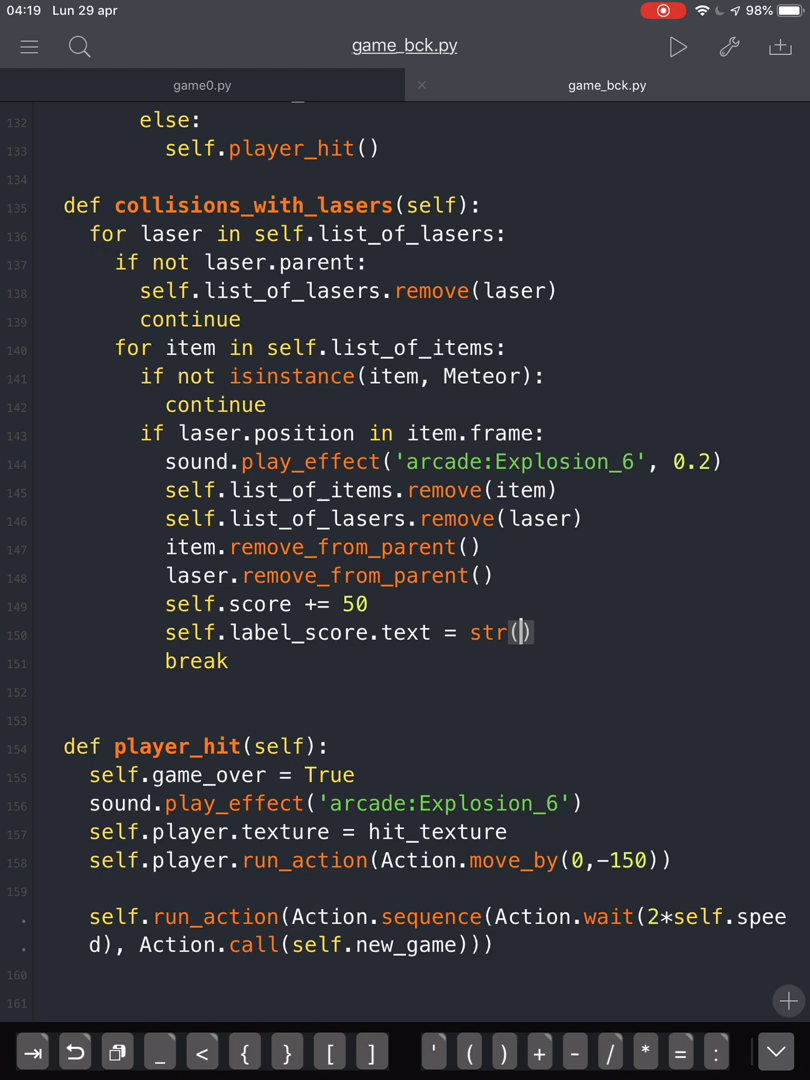 04:19 Lun 29 apr 98%
game_bck.py
game0.py × game_bck.py
132 else:
133 self.player_hit()
134
135 def collisions_with_lasers(self):
136 for laser in self.list_of_lasers:
137 if not laser.parent:
138 self.list_of_lasers.remove(laser)
139 continue
140 for item in self.list_of_items:
141 if not isinstance(item, Meteor):
142 continue
143 if laser.position in item.frame:
144 sound.play_effect('arcade:Explosion_6', 0.2)
145 self.list_of_items.remove(item)
146 self.list_of_lasers.remove(laser)
147 item.remove_from_parent()
148 laser.remove_from_parent()
149 self.score += 50
150 self.label_score.text = str()
151 break
152
153
154 def player_hit(self):
155 self.game_over = True
156 sound.play_effect('arcade:Explosion_6')
157 self.player.texture = hit_texture
158 self.player.run_action(Action.move_by(0,-150))
159
. self.run_action(Action.sequence(Action.wait(2*self.spee
. d), Action.call(self.new_game)))
160
161
_ < { } [ ] ' ( ) + - / * = :